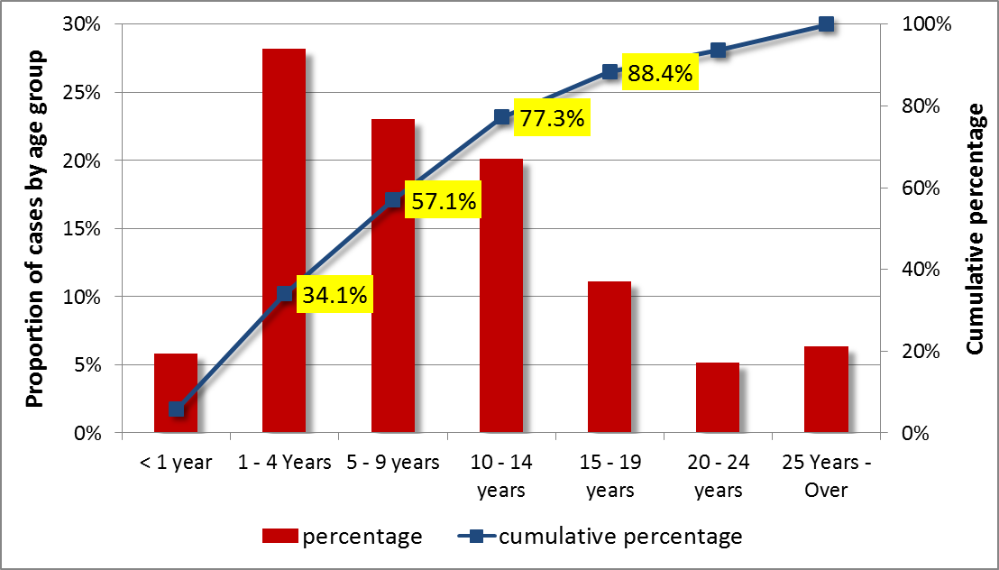 Proportion of cases by age group
30%
25%
20%
15%
10%
5%
0%
100%
80%
60%
40%
20%
0%
Cumulative percentage
34.1%
57.1%
77.3%
88.4%
< 1 year
1 - 4 Years
5 - 9 years
10 - 14
years
15 - 19
years
20 - 24
years
25 Years -
Over
percentage
cumulative percentage